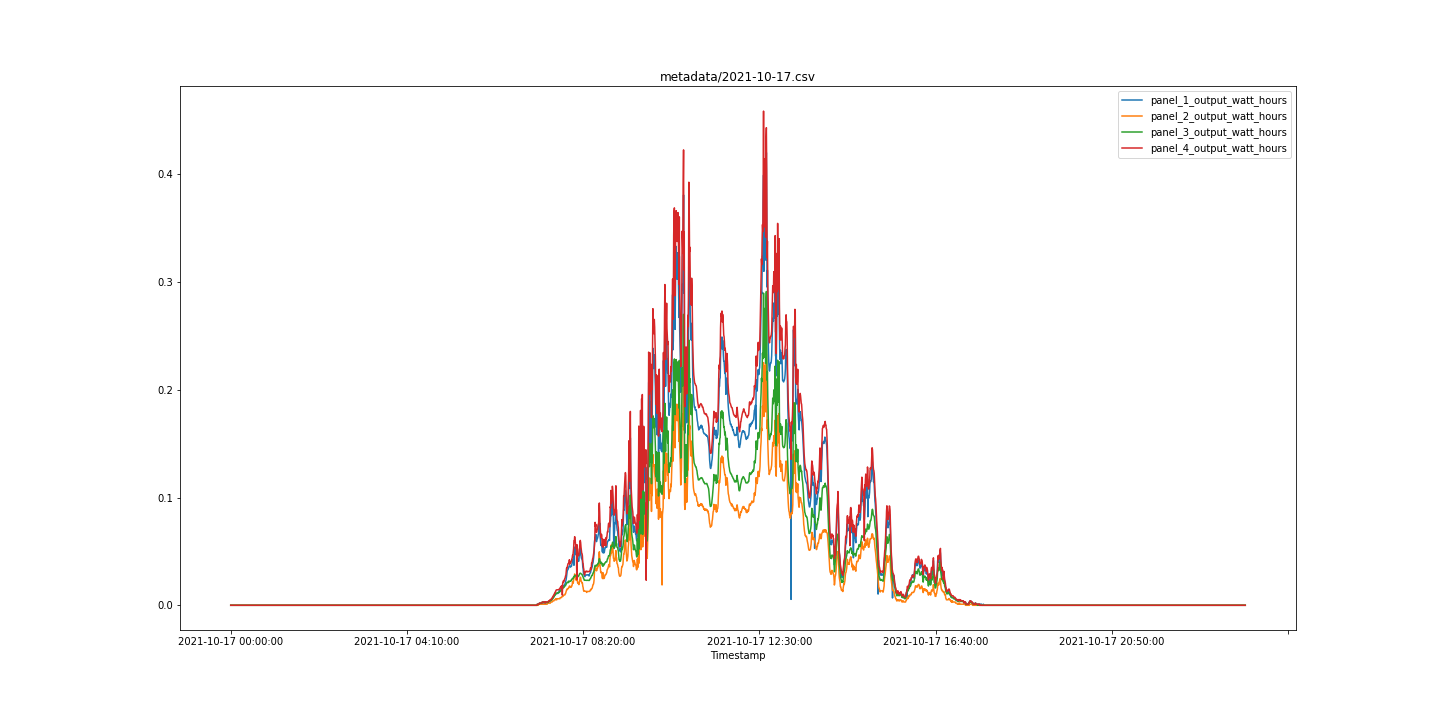 metadata/2021-10-17.csv
panel_1_output_watt_hours
panel_2_output_watt_hours
panel_3_output_watt_hours
panel_4_output_watt_hours
0.4
0.3
0.2
0.1
0.0
2021-10-17 00:00:00 2021-10-17 04:10:00 2021-10-17 08:20:00 2021-10-17 12:30:00 2021-10-17 16:40:00 2021-10-17 20:50:00
Timestamp